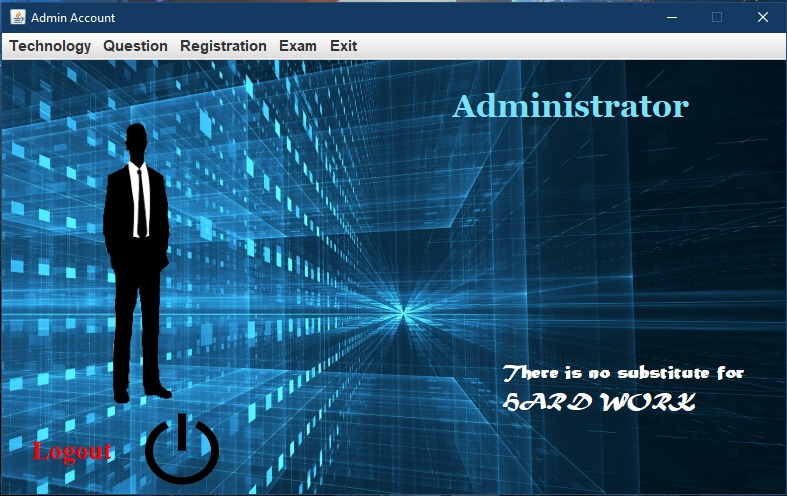 Admin Account
Technology Question Registration Exam Exit
Administrator
There is no substitute for
HARD WORK
Logout